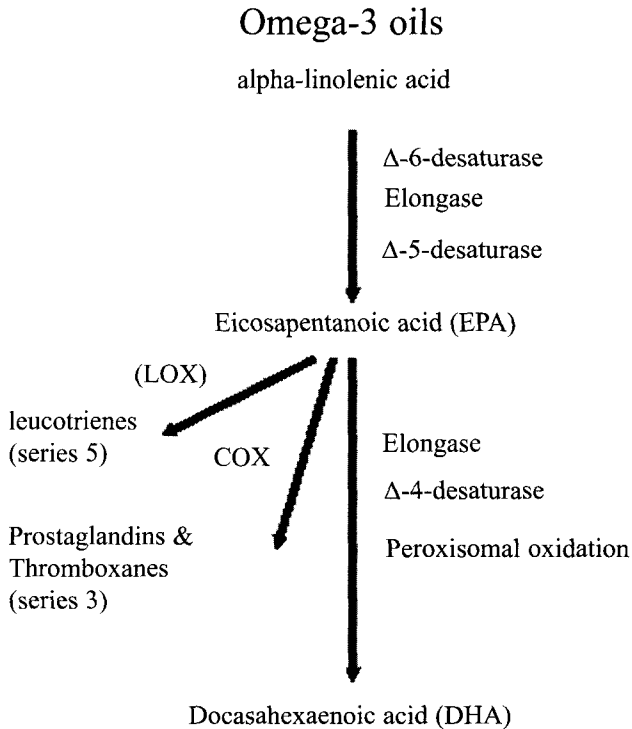 Omega-3 oils
alpha-linolenic acid
Δ-6-desaturase
Elongase
Δ-5-desaturase
Eicosapentanoic acid (EPA)
(LOX)
leucotrienes
(series 5)
COX
Elongase
Δ-4-desaturase
Prostaglandins &
Thromboxanes
(series 3)
Peroxisomal oxidation
Docasahexaenoic acid (DHA)